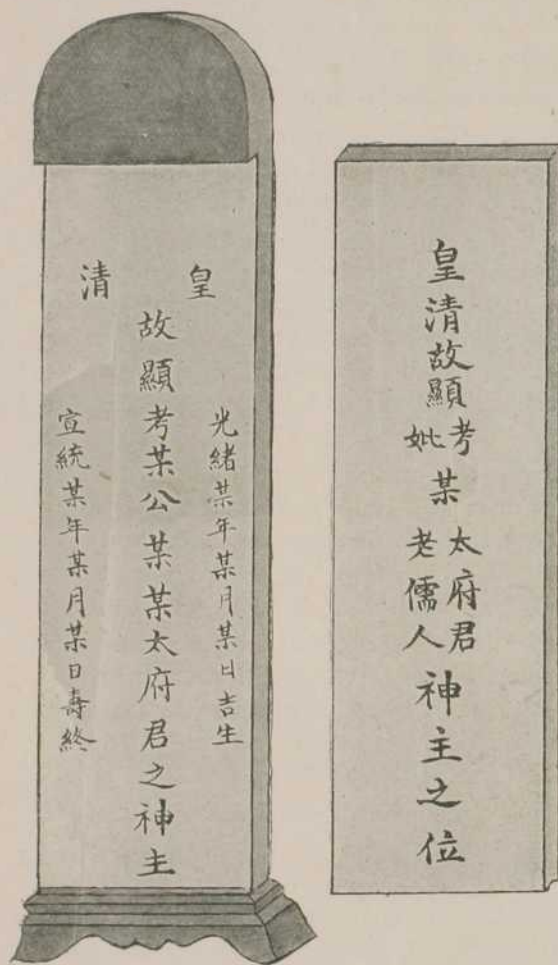 皇清故顯考妣某太府君老儒人神主之位
皇清
光緒某年某月某日吉生
故顯考某公某某太府君之神主
宣統某年某月某日壽終